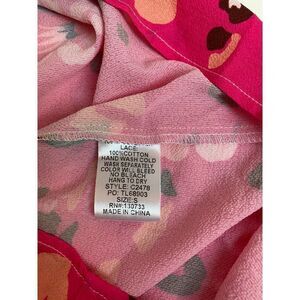 LACE:
100%COTTON
HAND WASH COLD
WASH SEPARATELY
COLOR WILL BLEED
NO BLEACH
HANG TO DRY
STYLE: C2478
PO: TL68903
SIZE:S
RN#:130733
MADE IN CHINA